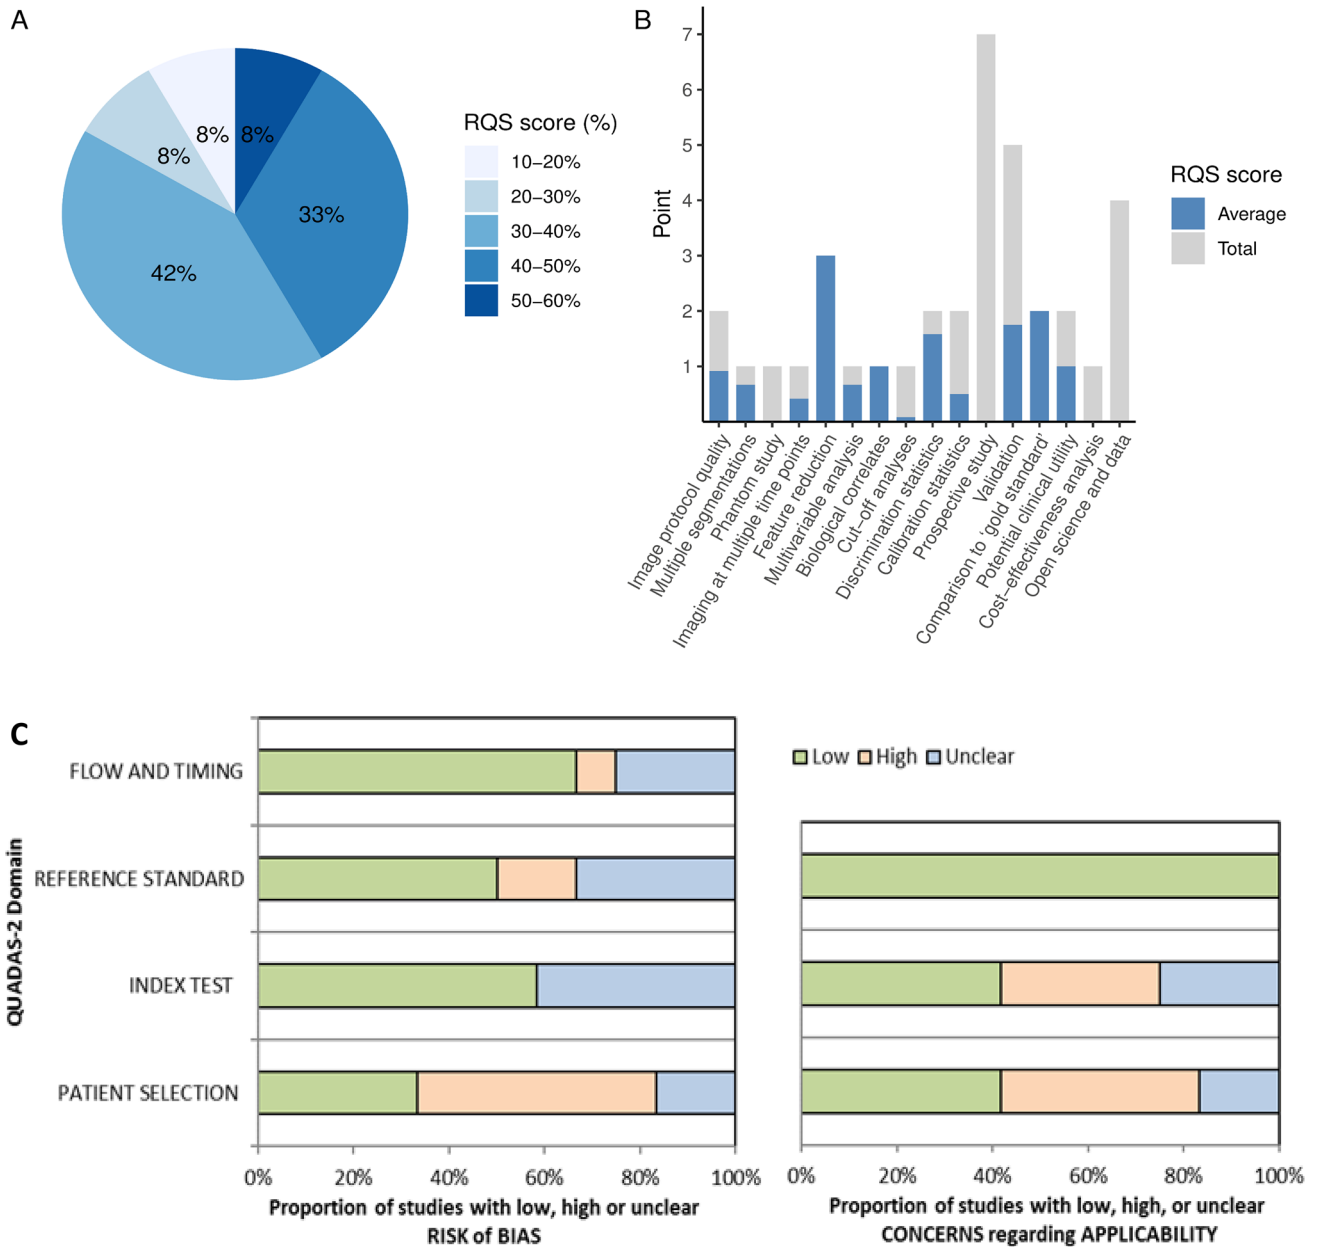 A
8%
8%
8%
33%
42%
RQS score (%)
10−20%
20−30%
30−40%
40−50%
50−60%
B
Point
7
6
5
4
3
2
1
Image protocol quality
Multiple segmentations
Phantom study
Imaging at multiple time points
Feature reduction
Multivariable analysis
Biological correlates
Cut−off analyses
Discrimination statistics
Calibration statistics
Prospective study
Validation
Comparison to 'gold standard'
Potential clinical utility
Cost−effectiveness analysis
Open science and data
RQS score
Average
Total
C
QUADAS-2 Domain
FLOW AND TIMING
REFERENCE STANDARD
INDEX TEST
PATIENT SELECTION
0% 20% 40% 60% 80% 100%
Proportion of studies with low, high or unclear
RISK of BIAS
Low High Unclear
0% 20% 40% 60% 80% 100%
Proportion of studies with low, high, or unclear
CONCERNS regarding APPLICABILITY